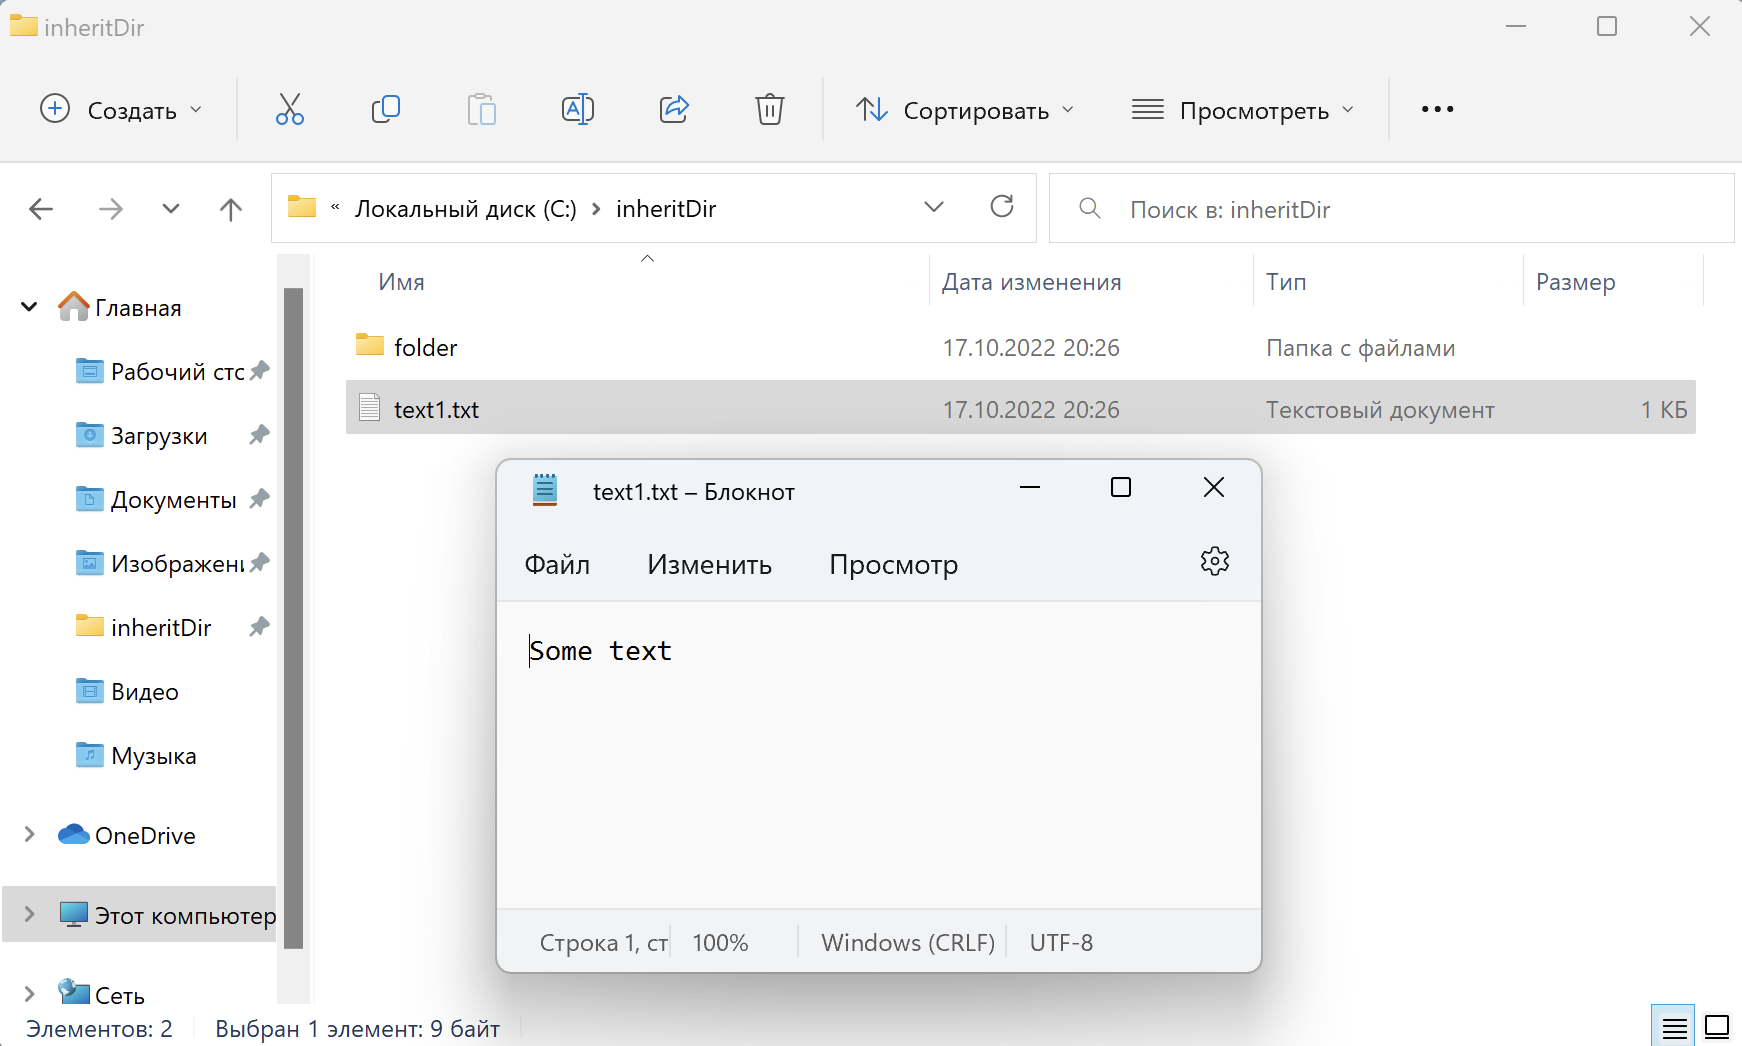 inheritDir
Создать
Сортировать
Просмотреть
« Локальный диск (C:) › inheritDir
Поиск в: inheritDir
Имя Дата изменения Тип Размер
folder 17.10.2022 20:26 Папка с файлами
text1.txt 17.10.2022 20:26 Текстовый документ 1 КБ
Главная
Рабочий стс
Загрузки
Документы
Изображени
inheritDir
Видео
Музыка
OneDrive
Этот компьютер
Сеть
text1.txt – Блокнот
Файл Изменить Просмотр
Some text
Строка 1, ст 100% Windows (CRLF) UTF-8
Элементов: 2 Выбран 1 элемент: 9 байт